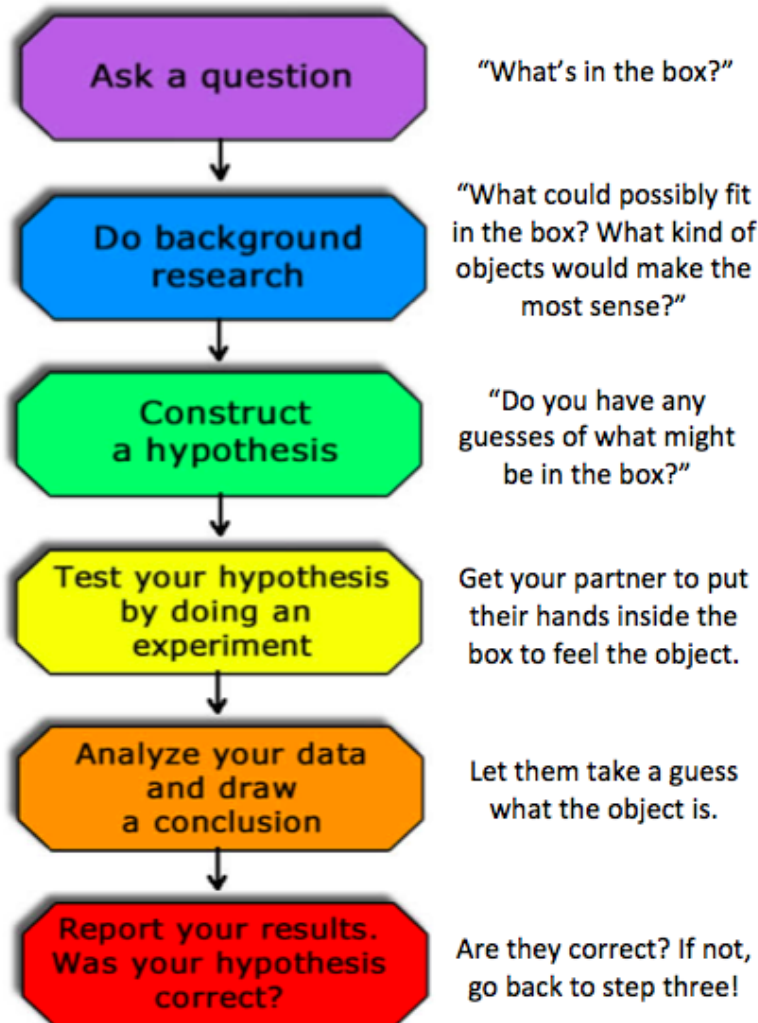 Ask a question
“What’s in the box?”
Do background
research
“What could possibly fit
in the box? What kind of
objects would make the
most sense?”
Construct
a hypothesis
“Do you have any
guesses of what might
be in the box?”
Test your hypothesis
by doing an
experiment
Get your partner to put
their hands inside the
box to feel the object.
Analyze your data
and draw
a conclusion
Let them take a guess
what the object is.
Report your results.
Was your hypothesis
correct?
Are they correct? If not,
go back to step three!